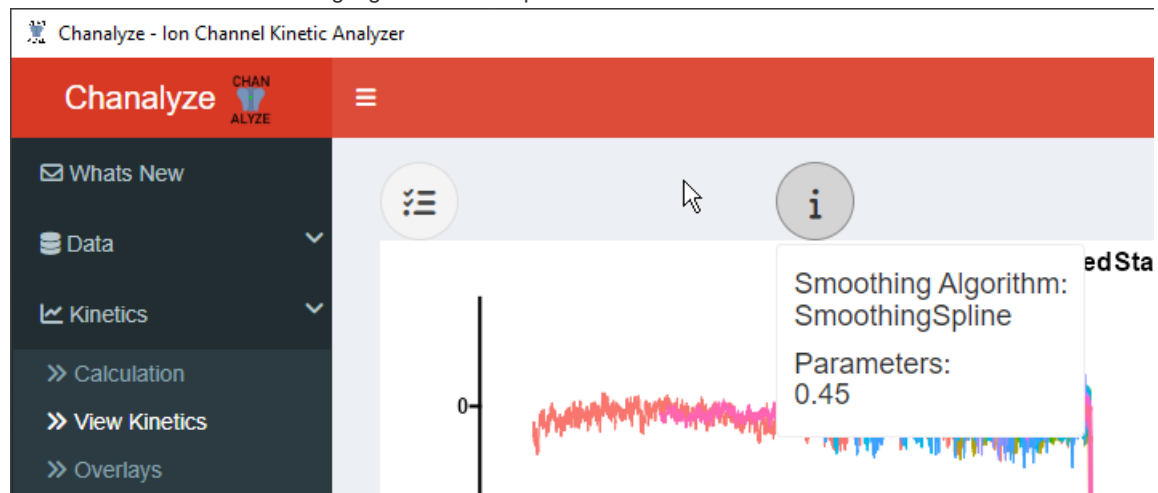 Chanalyze - Ion Channel Kinetic Analyzer
Chanalyze
CHAN
ALYZE
Whats New
Data
Kinetics
Calculation
View Kinetics
Overlays
i
edSta
Smoothing Algorithm:
SmoothingSpline
Parameters:
0.45
0